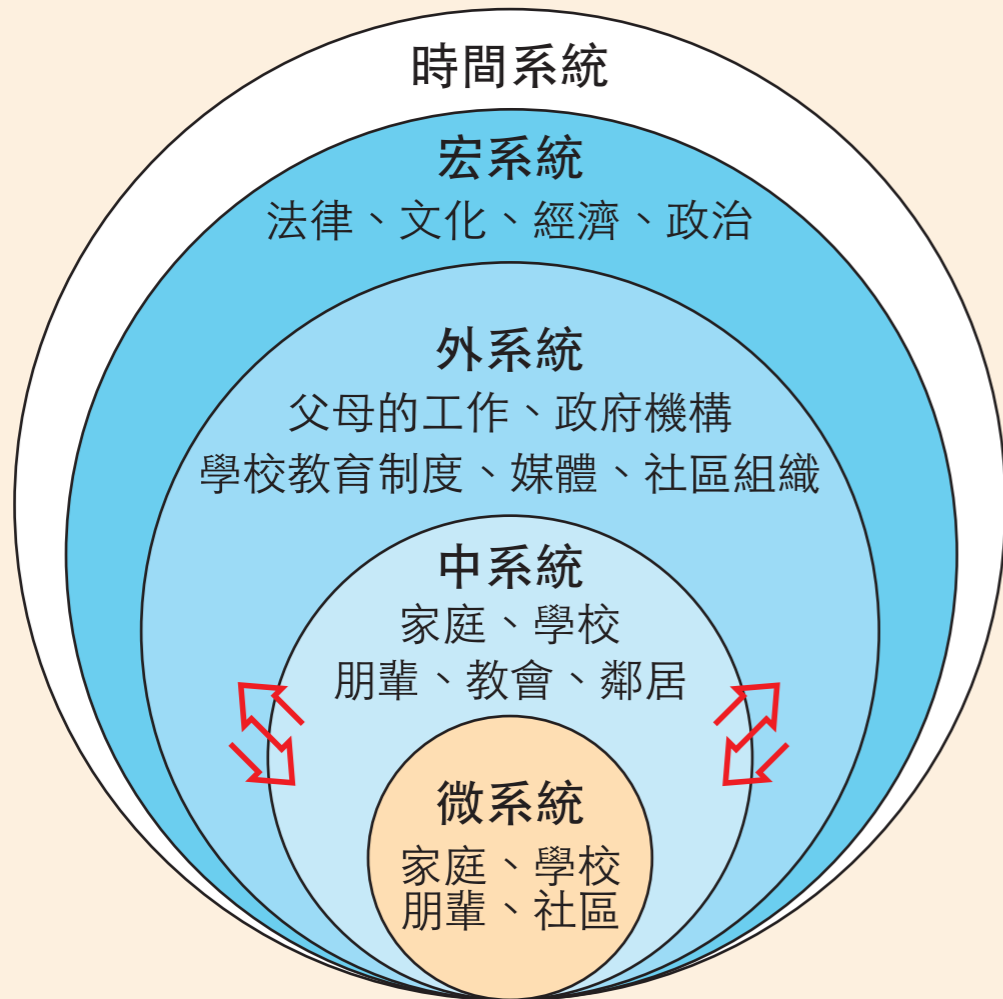 時間系統
宏系統
法律、文化、經濟、政治
外系統
父母的工作、政府機構
學校教育制度、媒體、社區組織
中系統
家庭、學校
朋輩、教會、鄰居
微系統
家庭、學校
朋輩、社區